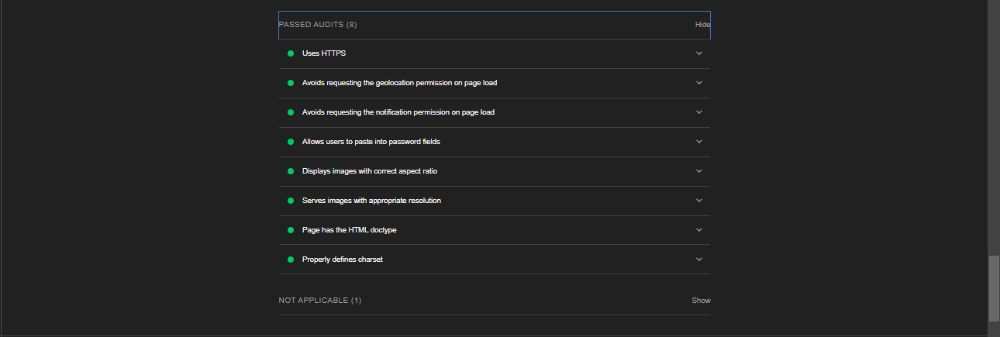 PASSED AUDITS (8) Hide
Uses HTTPS
Avoids requesting the geolocation permission on page load
Avoids requesting the notification permission on page load
Allows users to paste into password fields
Displays images with correct aspect ratio
Serves images with appropriate resolution
Page has the HTML doctype
Properly defines charset
NOT APPLICABLE (1) Show